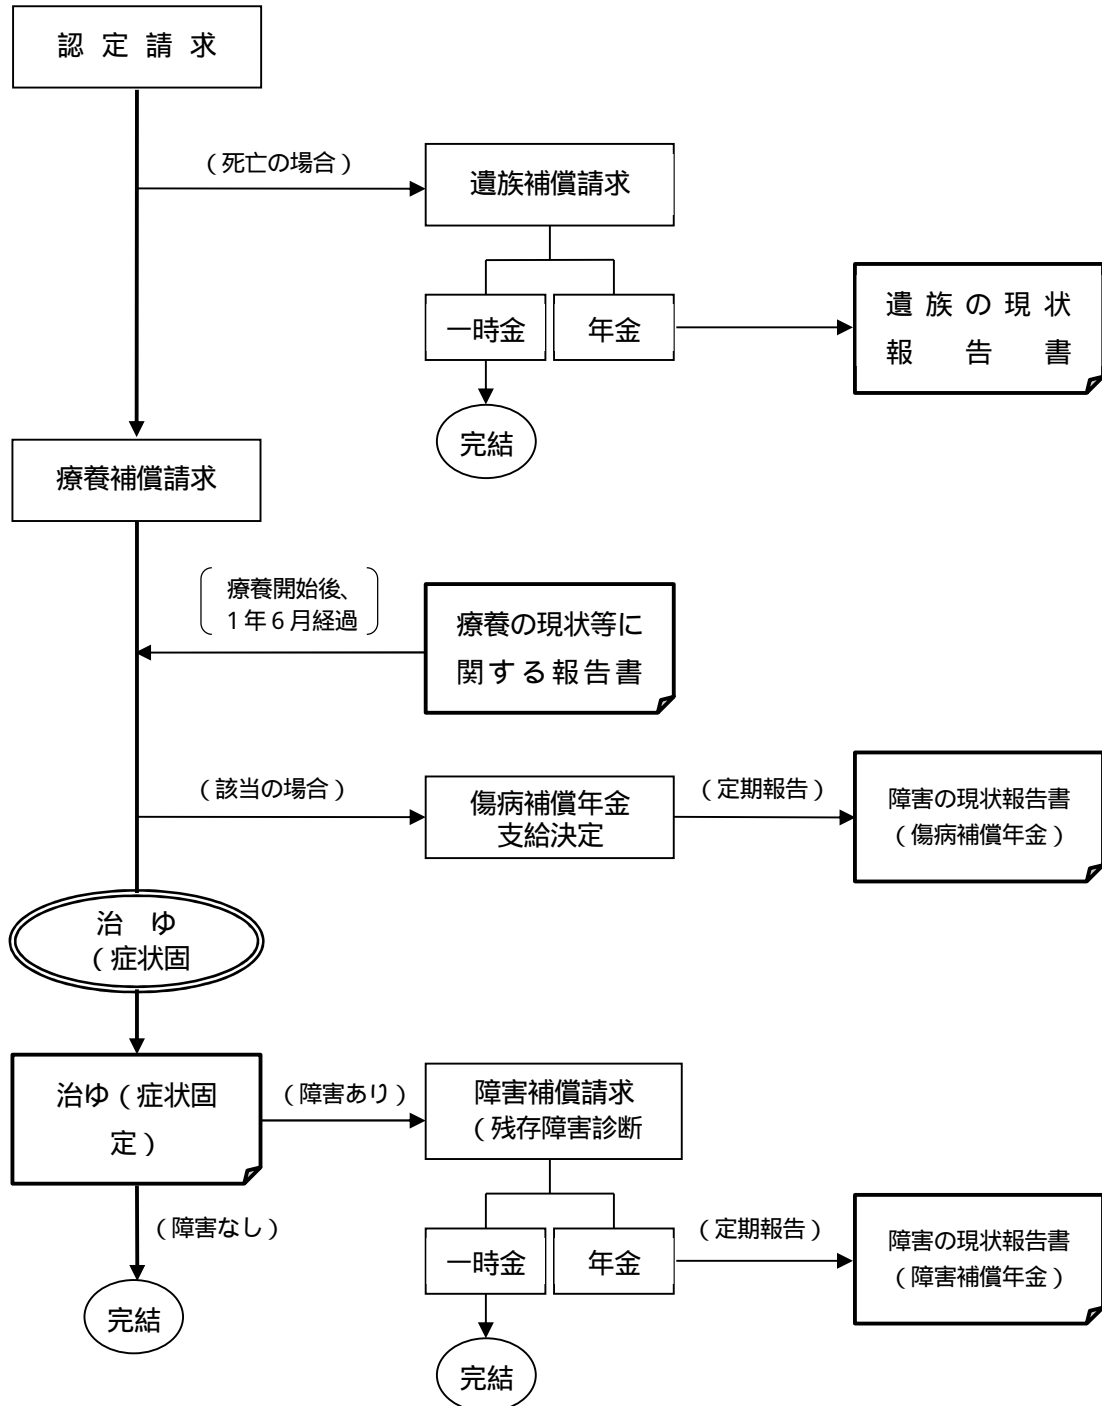 認定請求
（死亡の場合）
遺族補償請求
一時金
年金
遺族の現状
報告書
完結
療養補償請求
療養開始後、
1年6月経過
療養の現状等に
関する報告書
（該当の場合）
傷病補償年金
支給決定
（定期報告）
障害の現状報告書
（傷病補償年金）
治ゆ
（症状固
治ゆ（症状固
定）
（障害あり）
障害補償請求
（残存障害診断
（障害なし）
一時金
年金
（定期報告）
障害の現状報告書
（障害補償年金）
完結
完結